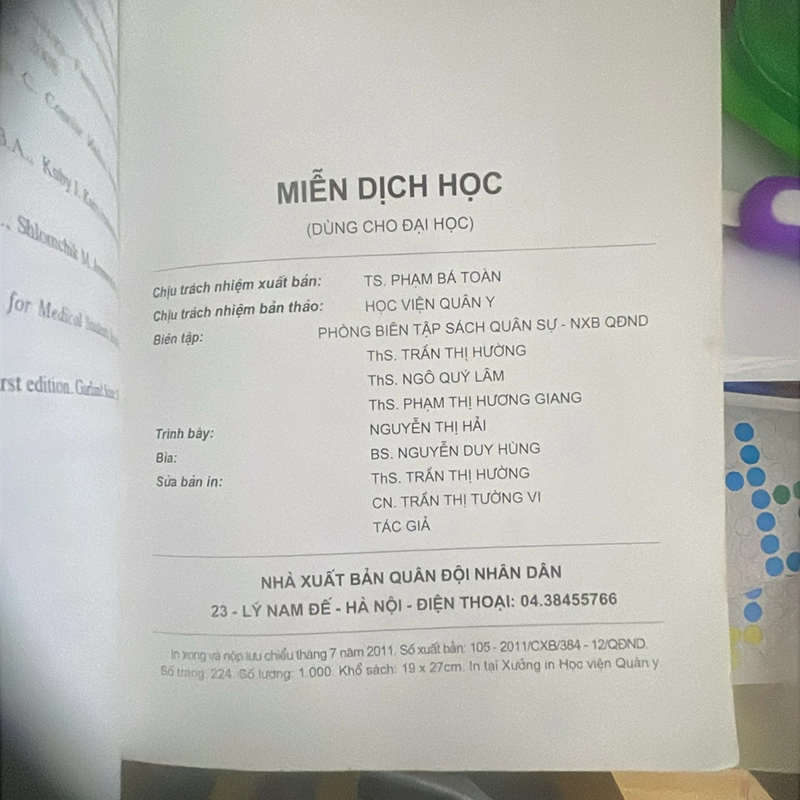 C.
B.A., Kuby J.
., Shlomchik M.
for Medical
rst edition.
MIỄN DỊCH HỌC
(DÙNG CHO ĐẠI HỌC)
Chịu trách nhiệm xuất bản: TS. PHẠM BÁ TOÀN
Chịu trách nhiệm bản thảo: HỌC VIỆN QUÂN Y
Biên tập: PHÒNG BIÊN TẬP SÁCH QUÂN SỰ - NXB QĐND
ThS. TRẦN THỊ HƯỜNG
ThS. NGÔ QUÝ LÂM
ThS. PHẠM THỊ HƯƠNG GIANG
Trình bày: NGUYỄN THỊ HẢI
Bìa: BS. NGUYỄN DUY HÙNG
Sửa bản in: ThS. TRẦN THỊ HƯỜNG
CN. TRẦN THỊ TƯỜNG VI
TÁC GIẢ
NHÀ XUẤT BẢN QUÂN ĐỘI NHÂN DÂN
23 - LÝ NAM ĐẾ - HÀ NỘI - ĐIỆN THOẠI: 04.38455766
In xong và nộp lưu chiểu tháng 7 năm 2011. Số xuất bản: 105 - 2011/CXB/384 - 12/QĐND.
Số trang: 224. Số lượng: 1.000. Khổ sách: 19 x 27cm. In tại Xưởng in Học viện Quân y